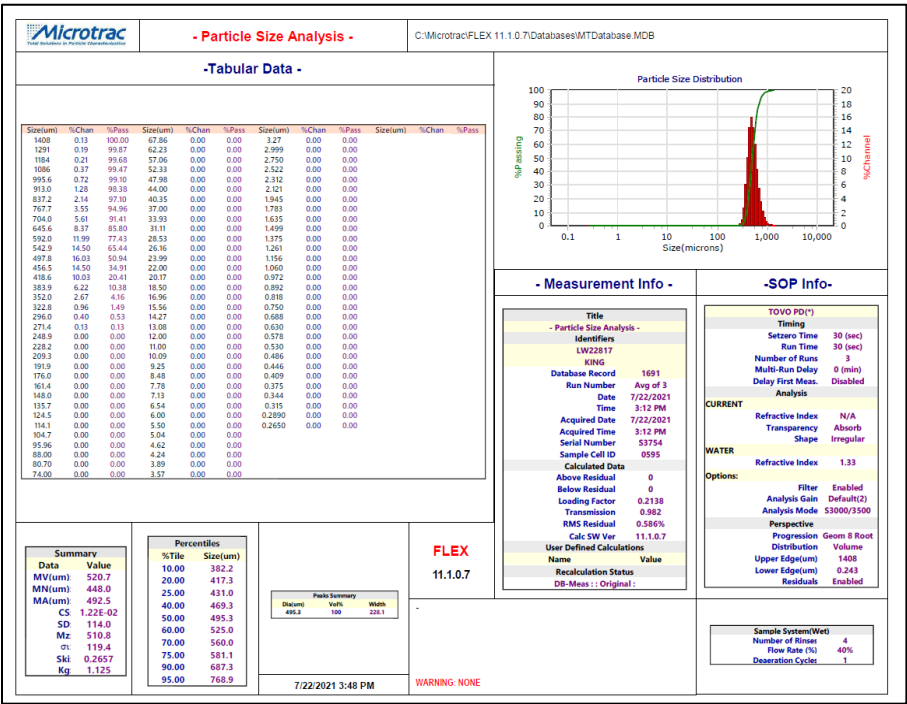 Microtrac
Total Solutions in Particle Characterization
- Particle Size Analysis -
C:\Microtrac\FLEX 11.1.0.7\Databases\MTDatabase.MDB
-Tabular Data -
Size(um) %Chan %Pass Size(um) %Chan %Pass Size(um) %Chan %Pass Size(um) %Chan %Pass
1408 0.13 100.00 67.86 0.00 0.00 3.27 0.00 0.00
1291 0.19 99.87 62.23 0.00 0.00 2.999 0.00 0.00
1184 0.21 99.68 57.06 0.00 0.00 2.750 0.00 0.00
1086 0.37 99.47 52.33 0.00 0.00 2.522 0.00 0.00
995.6 0.72 99.10 47.98 0.00 0.00 2.312 0.00 0.00
913.0 1.28 98.38 44.00 0.00 0.00 2.121 0.00 0.00
837.2 2.14 97.10 40.35 0.00 0.00 1.945 0.00 0.00
767.7 3.55 94.96 37.00 0.00 0.00 1.783 0.00 0.00
704.0 5.61 91.41 33.93 0.00 0.00 1.635 0.00 0.00
645.6 8.37 85.80 31.11 0.00 0.00 1.499 0.00 0.00
592.0 11.99 77.43 28.53 0.00 0.00 1.375 0.00 0.00
542.9 14.50 65.44 26.16 0.00 0.00 1.261 0.00 0.00
497.8 16.03 50.94 23.99 0.00 0.00 1.156 0.00 0.00
456.5 14.50 34.91 22.00 0.00 0.00 1.060 0.00 0.00
418.6 10.03 20.41 20.17 0.00 0.00 0.972 0.00 0.00
383.9 6.22 10.38 18.50 0.00 0.00 0.892 0.00 0.00
352.0 2.67 4.16 16.96 0.00 0.00 0.818 0.00 0.00
322.8 0.96 1.49 15.56 0.00 0.00 0.750 0.00 0.00
296.0 0.40 0.53 14.27 0.00 0.00 0.688 0.00 0.00
271.4 0.13 0.13 13.08 0.00 0.00 0.630 0.00 0.00
248.9 0.00 0.00 12.00 0.00 0.00 0.578 0.00 0.00
228.2 0.00 0.00 11.00 0.00 0.00 0.530 0.00 0.00
209.3 0.00 0.00 10.09 0.00 0.00 0.486 0.00 0.00
191.9 0.00 0.00 9.25 0.00 0.00 0.446 0.00 0.00
176.0 0.00 0.00 8.48 0.00 0.00 0.409 0.00 0.00
161.4 0.00 0.00 7.78 0.00 0.00 0.375 0.00 0.00
148.0 0.00 0.00 7.13 0.00 0.00 0.344 0.00 0.00
135.7 0.00 0.00 6.54 0.00 0.00 0.315 0.00 0.00
124.5 0.00 0.00 6.00 0.00 0.00 0.2890 0.00 0.00
114.1 0.00 0.00 5.50 0.00 0.00 0.2650 0.00 0.00
104.7 0.00 0.00 5.04 0.00 0.00
95.96 0.00 0.00 4.62 0.00 0.00
88.00 0.00 0.00 4.24 0.00 0.00
80.70 0.00 0.00 3.89 0.00 0.00
74.00 0.00 0.00 3.57 0.00 0.00
Particle Size Distribution
%Passing
100 90 80 70 60 50 40 30 20 10 0
%Channel
20 18 16 14 12 10 8 6 4 2 0
0.1 1 10 100 1,000 10,000
Size(microns)
- Measurement Info -
Title
- Particle Size Analysis -
Identifiers
LW22817
KING
Database Record 1691
Run Number Avg of 3
Date 7/22/2021
Time 3:12 PM
Acquired Date 7/22/2021
Acquired Time 3:12 PM
Serial Number S3754
Sample Cell ID 0595
Calculated Data
Above Residual 0
Below Residual 0
Loading Factor 0.2138
Transmission 0.982
RMS Residual 0.586%
Calc SW Ver 11.1.0.7
User Defined Calculations
Name Value
Recalculation Status
DB-Meas : : Original :
-SOP Info-
TOVO PD(*)
Timing
Setzero Time 30 (sec)
Run Time 30 (sec)
Number of Runs 3
Multi-Run Delay 0 (min)
Delay First Meas. Disabled
Analysis
CURRENT
Refractive Index N/A
Transparency Absorb
Shape Irregular
WATER
Refractive Index 1.33
Options:
Filter Enabled
Analysis Gain Default(2)
Analysis Mode S3000/3500
Perspective
Progression Geom 8 Root
Distribution Volume
Upper Edge(um) 1408
Lower Edge(um) 0.243
Residuals Enabled
Summary
Data Value
MV(um): 520.7
MN(um): 448.0
MA(um): 492.5
CS: 1.22E-02
SD: 114.0
Mz: 510.8
σ1: 119.4
Ski: 0.2657
Kg: 1.125
Percentiles
%Tile Size(um)
10.00 382.2
20.00 417.3
25.00 431.0
40.00 469.3
50.00 495.3
60.00 525.0
70.00 560.0
75.00 581.1
90.00 687.3
95.00 768.9
Peaks Summary
Dia(um) Vol% Width
495.3 100 228.1
7/22/2021 3:48 PM
FLEX
11.1.0.7
-
WARNING: NONE
Sample System(Wet)
Number of Rinses 4
Flow Rate (%) 40%
Deaeration Cycles 1